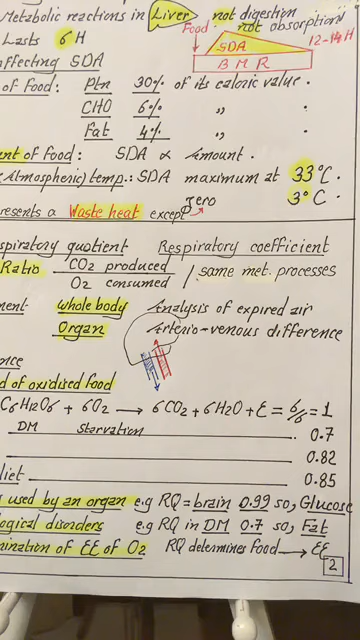 Metabolic reactions in Liver not digestion
not absorption
Lasts 6 H
Food
SDA
12-14H
B M R
affecting SDA
of food: Ptn 30% of its caloric value.
CHO 6% ,,
Fat 4% ,,
ent of food: SDA α Amount.
(Atmospheric) temp.: SDA maximum at 33°C.
zero 3°C.
resents a Waste heat except
spiratory quotient Respiratory coefficient
Ratio CO2 produced / same met. processes
O2 consumed
ment whole body Analysis of expired air
Organ Arterio-venous difference
nce
d of oxidised food
C6H12O6 + 6O2 → 6CO2 + 6H2O + E = 6/6 = 1
DM Starvation 0.7
0.82
diet 0.85
s used by an organ e.g RQ = brain 0.99 so, Glucose
logical disorders e.g RQ in DM 0.7 so, Fat
mination of EE of O2 RQ determines food → EE
2